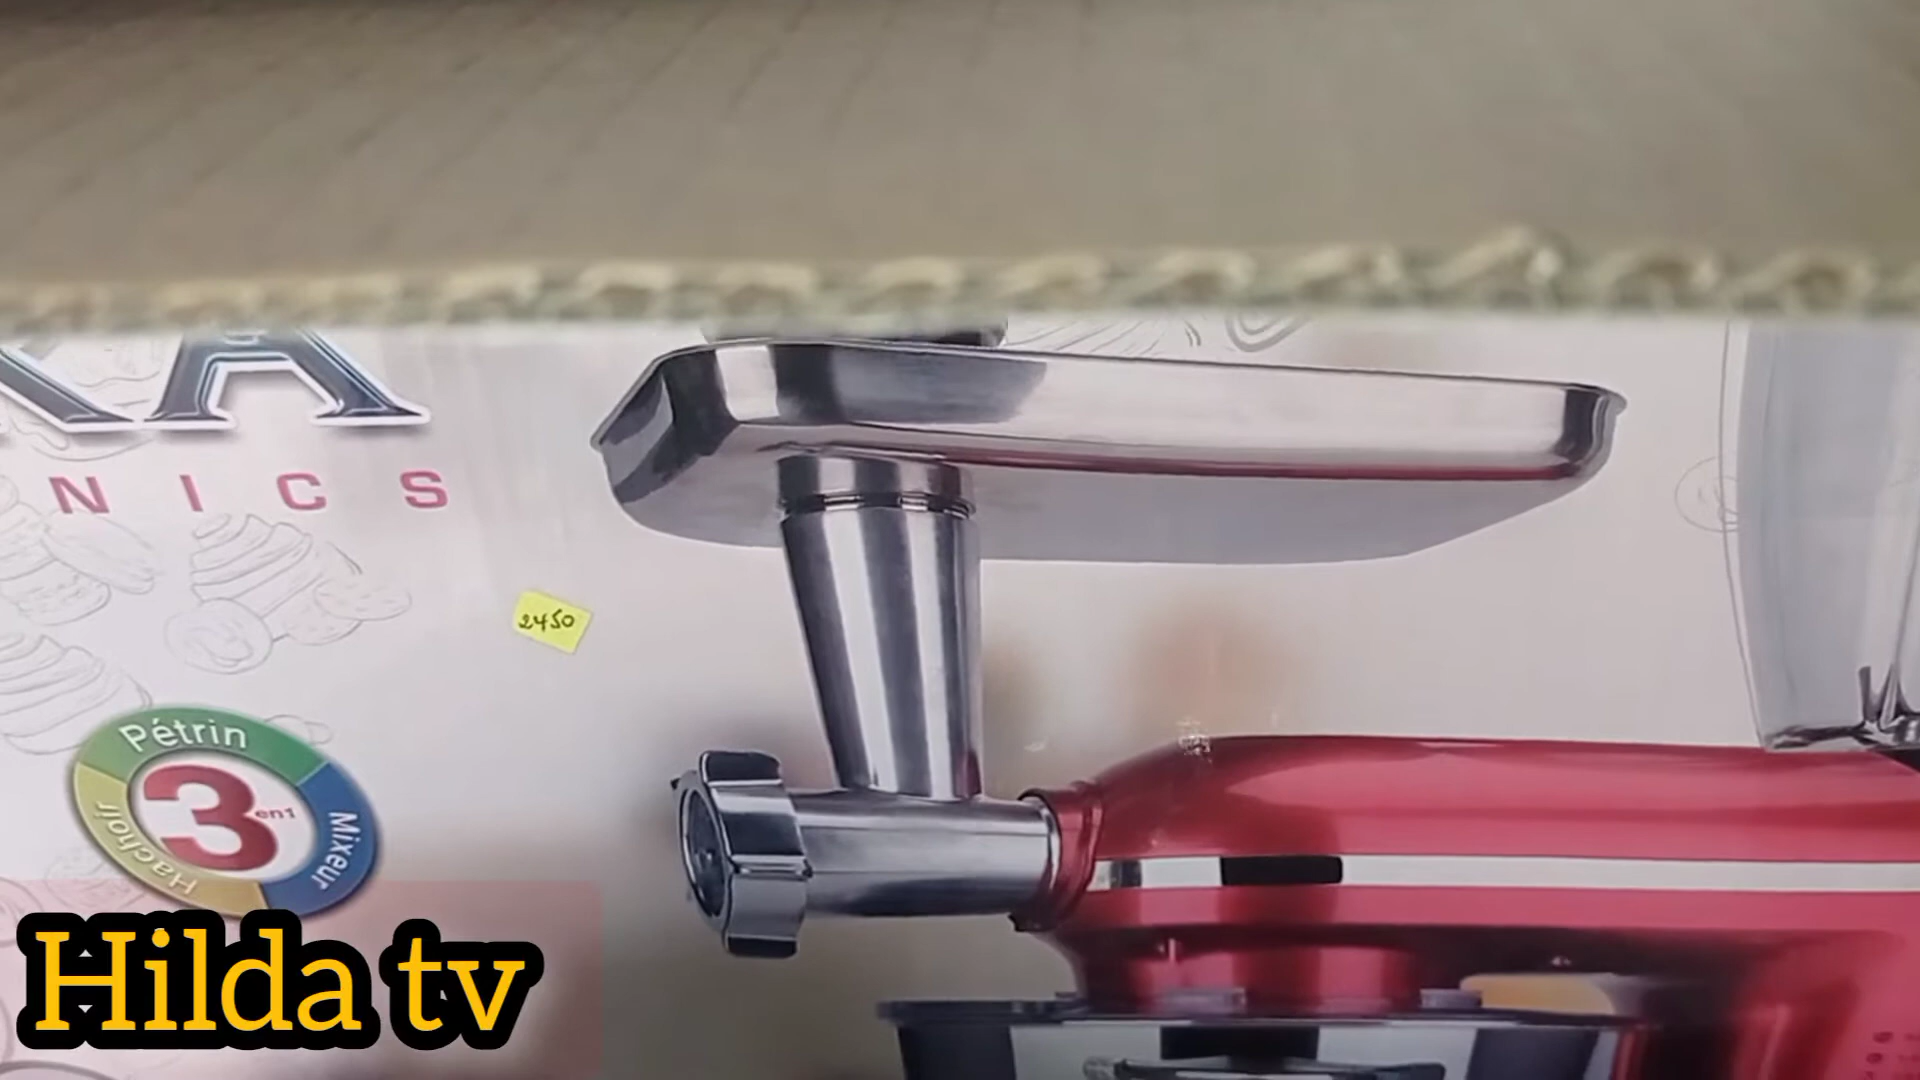 KA
NICS
2450
Pétrin
3 en1
Mixeur
Hachoir
Hilda tv